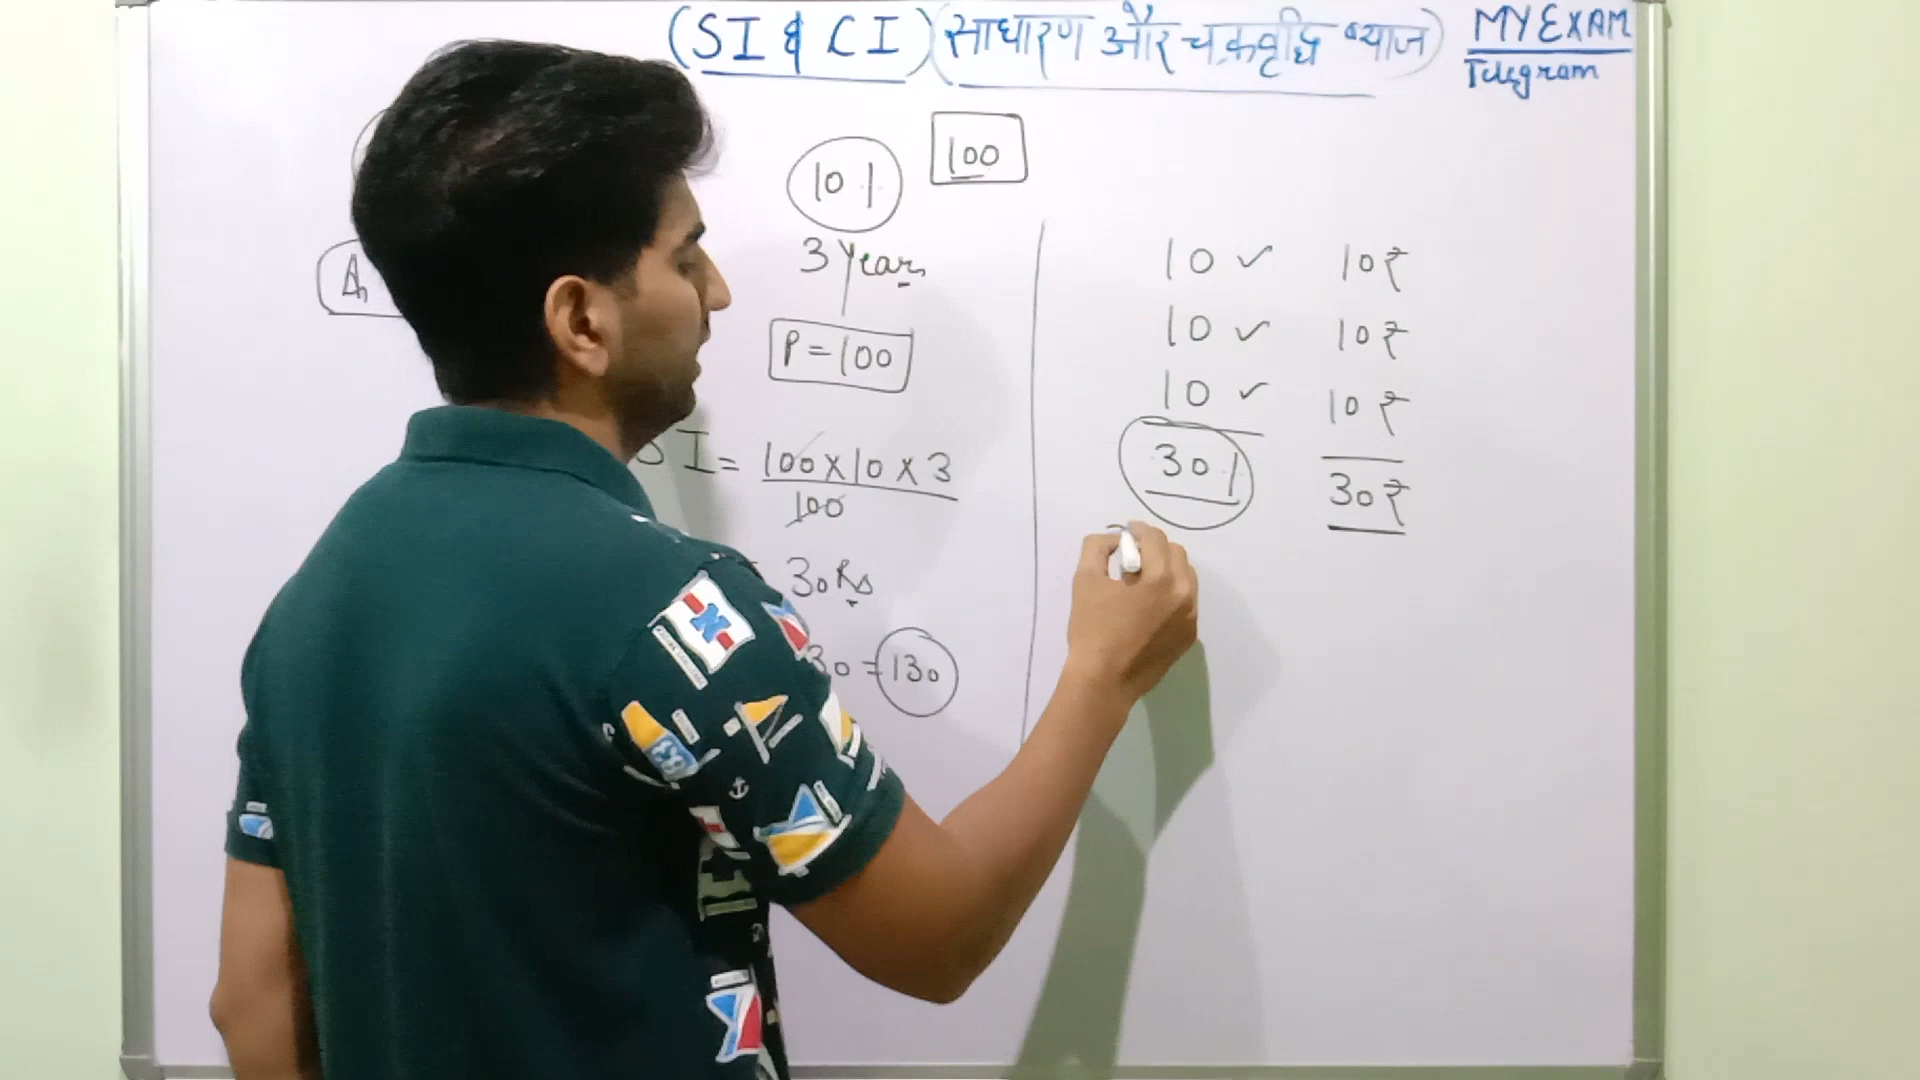 (SI & CI) (साधारण और चक्रवृद्धि ब्याज) MY EXAM
Telegram
10% 100
A,
3 Years
P = 100
SI = 100 x 10 x 3
100
30 Rs
30 = 130
10 ✓ 10₹
10 ✓ 10₹
10 ✓ 10₹
30% 30₹